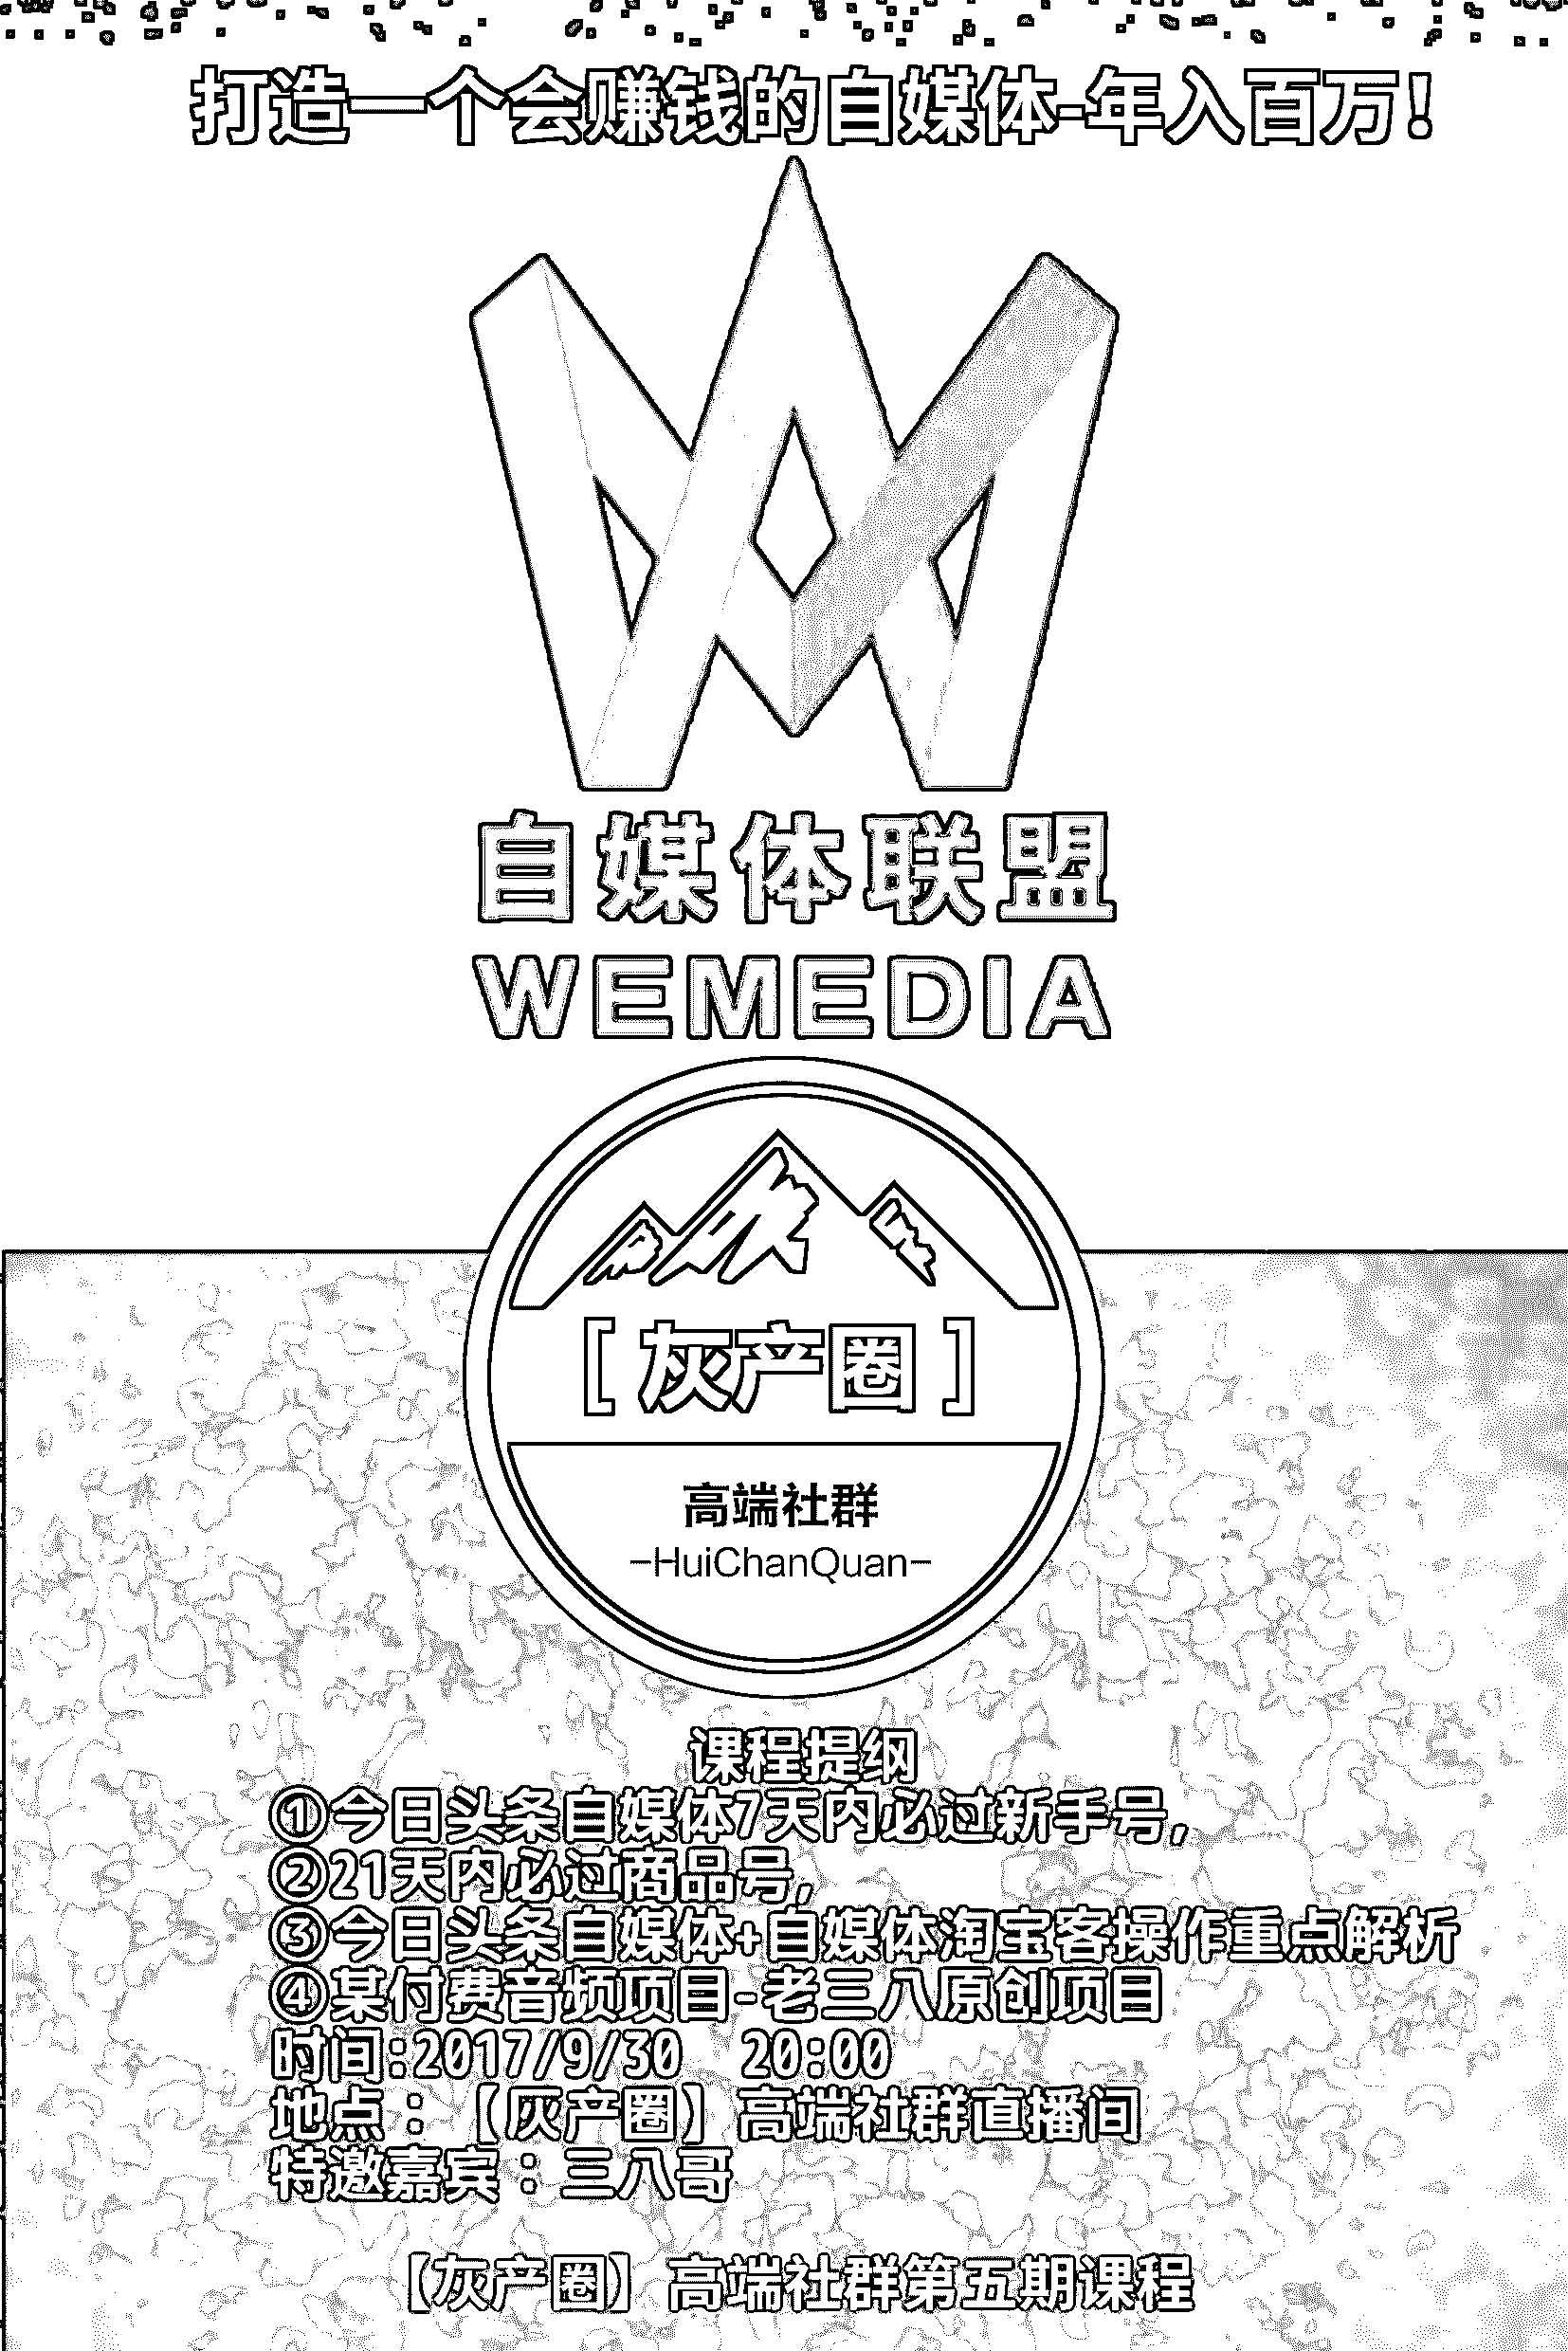 打造一个会赚钱的自媒体-年入百万!
自媒体联盟
WEMEDIA
[灰产圈]
高端社群
-HuiChanQuan-
课程提纲
①今日头条自媒体7天内必过新手号,
②21天内必过商品号,
③今日头条自媒体+自媒体淘宝客操作重点解析
④某付费音频项目-老三八原创项目
时间:2017/9/30 20:00
地点：【灰产圈】高端社群直播间
特邀嘉宾：三八哥
【灰产圈】高端社群第五期课程